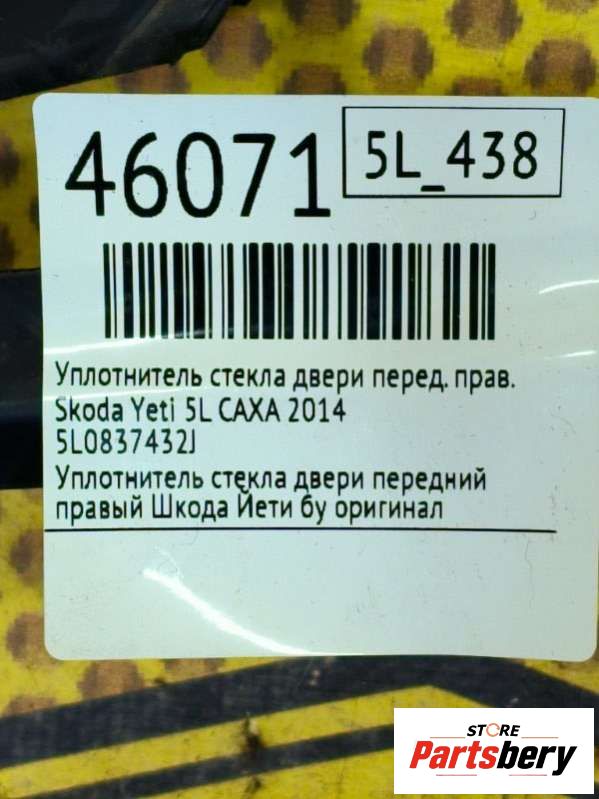 46071
5L_438
Уплотнитель стекла двери перед. прав.
Skoda Yeti 5L CAXA 2014
5L0837432J
Уплотнитель стекла двери передний
правый Шкода Йети бу оригинал
STORE
Partsbery